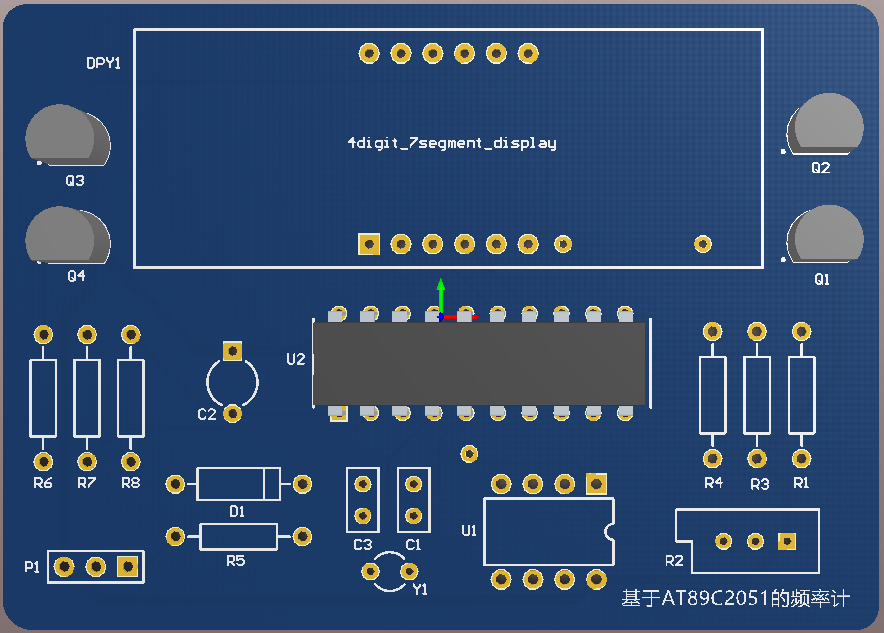 DPY1
4digit_7segment_display
Q3
Q2
Q4
Q1
U2
C2
R6
R7
R8
R4
R3
R1
D1
R5
C3
C1
U1
R2
P1
Y1
基于AT89C2051的频率计